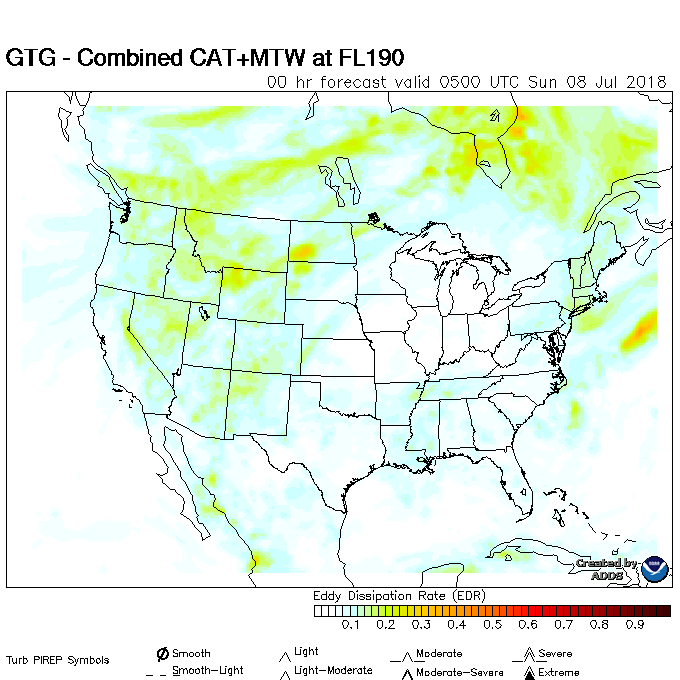 GTG - Combined CAT+MTW at FL190
00 hr forecast valid 0500 UTC Sun 08 Jul 2018
Created by
ADDS
Eddy Dissipation Rate (EDR)
0.1 0.2 0.3 0.4 0.5 0.6 0.7 0.8 0.9
Turb PIREP Symbols
Smooth Light Moderate Severe
Smooth-Light Light-Moderate Moderate-Severe Extreme